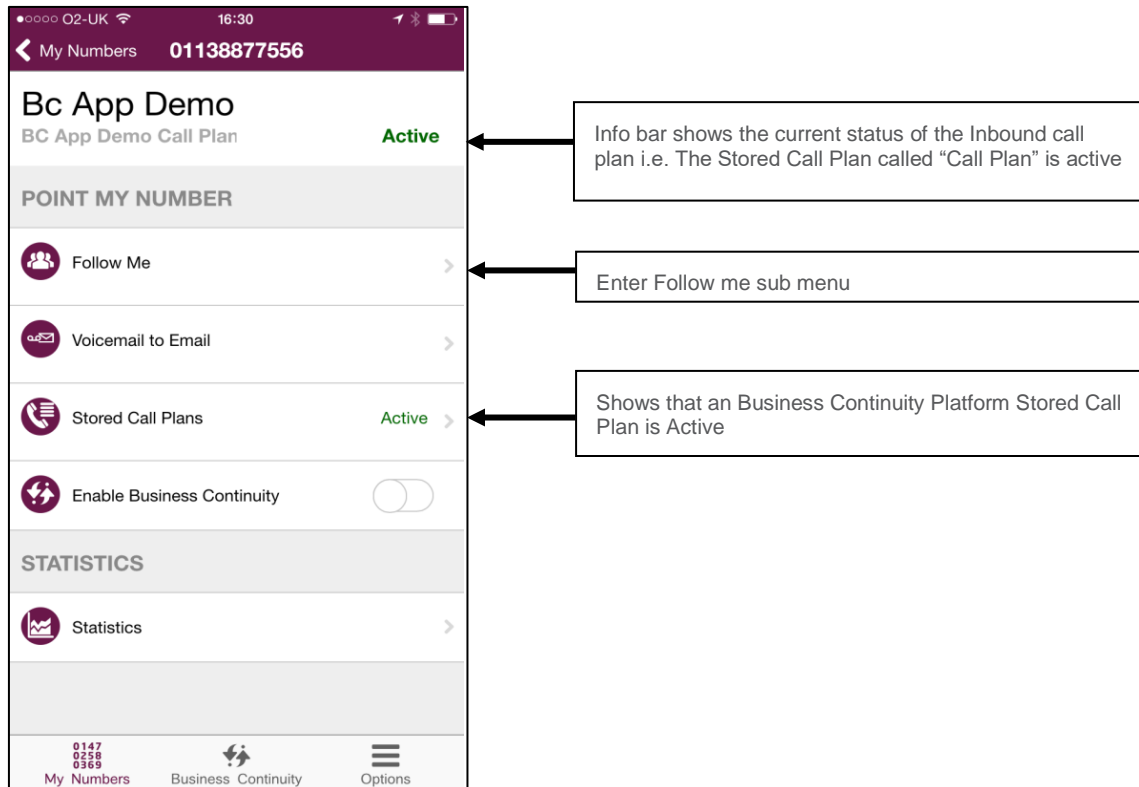 O2-UK 16:30
My Numbers 01138877556
Bc App Demo
BC App Demo Call Plan Active
POINT MY NUMBER
Follow Me
Voicemail to Email
Stored Call Plans Active
Enable Business Continuity
STATISTICS
Statistics
0147
0258
0369
My Numbers Business Continuity Options
Info bar shows the current status of the Inbound call
plan i.e. The Stored Call Plan called “Call Plan” is active
Enter Follow me sub menu
Shows that an Business Continuity Platform Stored Call
Plan is Active